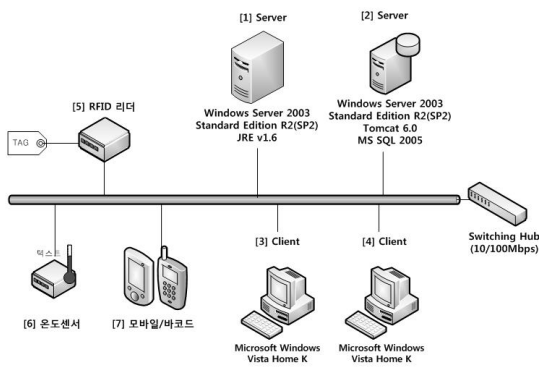 [1] Server
[2] Server
Windows Server 2003
Standard Edition R2(SP2)
JRE v1.6
Windows Server 2003
Standard Edition R2(SP2)
Tomcat 6.0
MS SQL 2005
[5] RFID 리더
TAG
Switching Hub
(10/100Mbps)
텍스트
[6] 온도센서
[7] 모바일/바코드
[3] Client
[4] Client
Microsoft Windows
Vista Home K
Microsoft Windows
Vista Home K